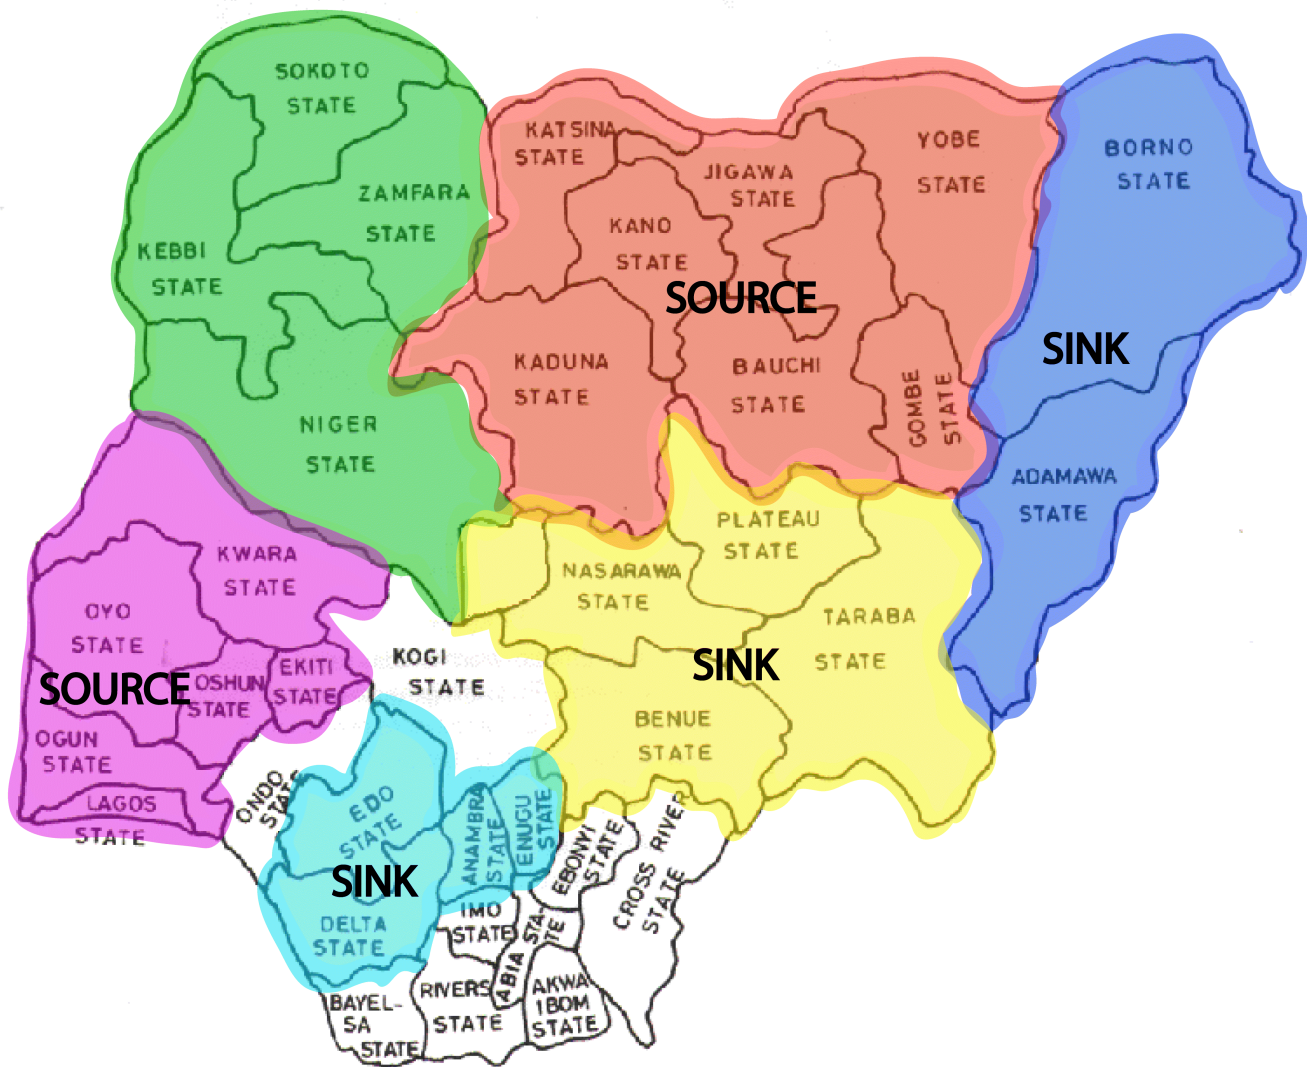 SOKOTO
STATE
KATSINA
STATE
YOBE
STATE
BORNO
STATE
JIGAWA
STATE
ZAMFARA
STATE
KANO
STATE
KEBBI
STATE
SOURCE
SINK
KADUNA
STATE
BAUCHI
STATE
GOMBE
STATE
NIGER
STATE
ADAMAWA
STATE
PLATEAU
STATE
KWARA
STATE
NASARAWA
STATE
OYO
STATE
TARABA
STATE
KOGI
STATE
SINK
EKITI
STATE
SOURCE
OSHUN
STATE
BENUE
STATE
OGUN
STATE
LAGOS
STATE
ONDO
STATE
EDO
STATE
ANAMBRA
STATE
ENUGU
STATE
EBONYI
STATE
CROSS RIVER
STATE
SINK
DELTA
STATE
IMO
STATE
ABIA STA-
TE
RIVERS
STATE
AKWA
IBOM
STATE
BAYEL-
SA
STATE